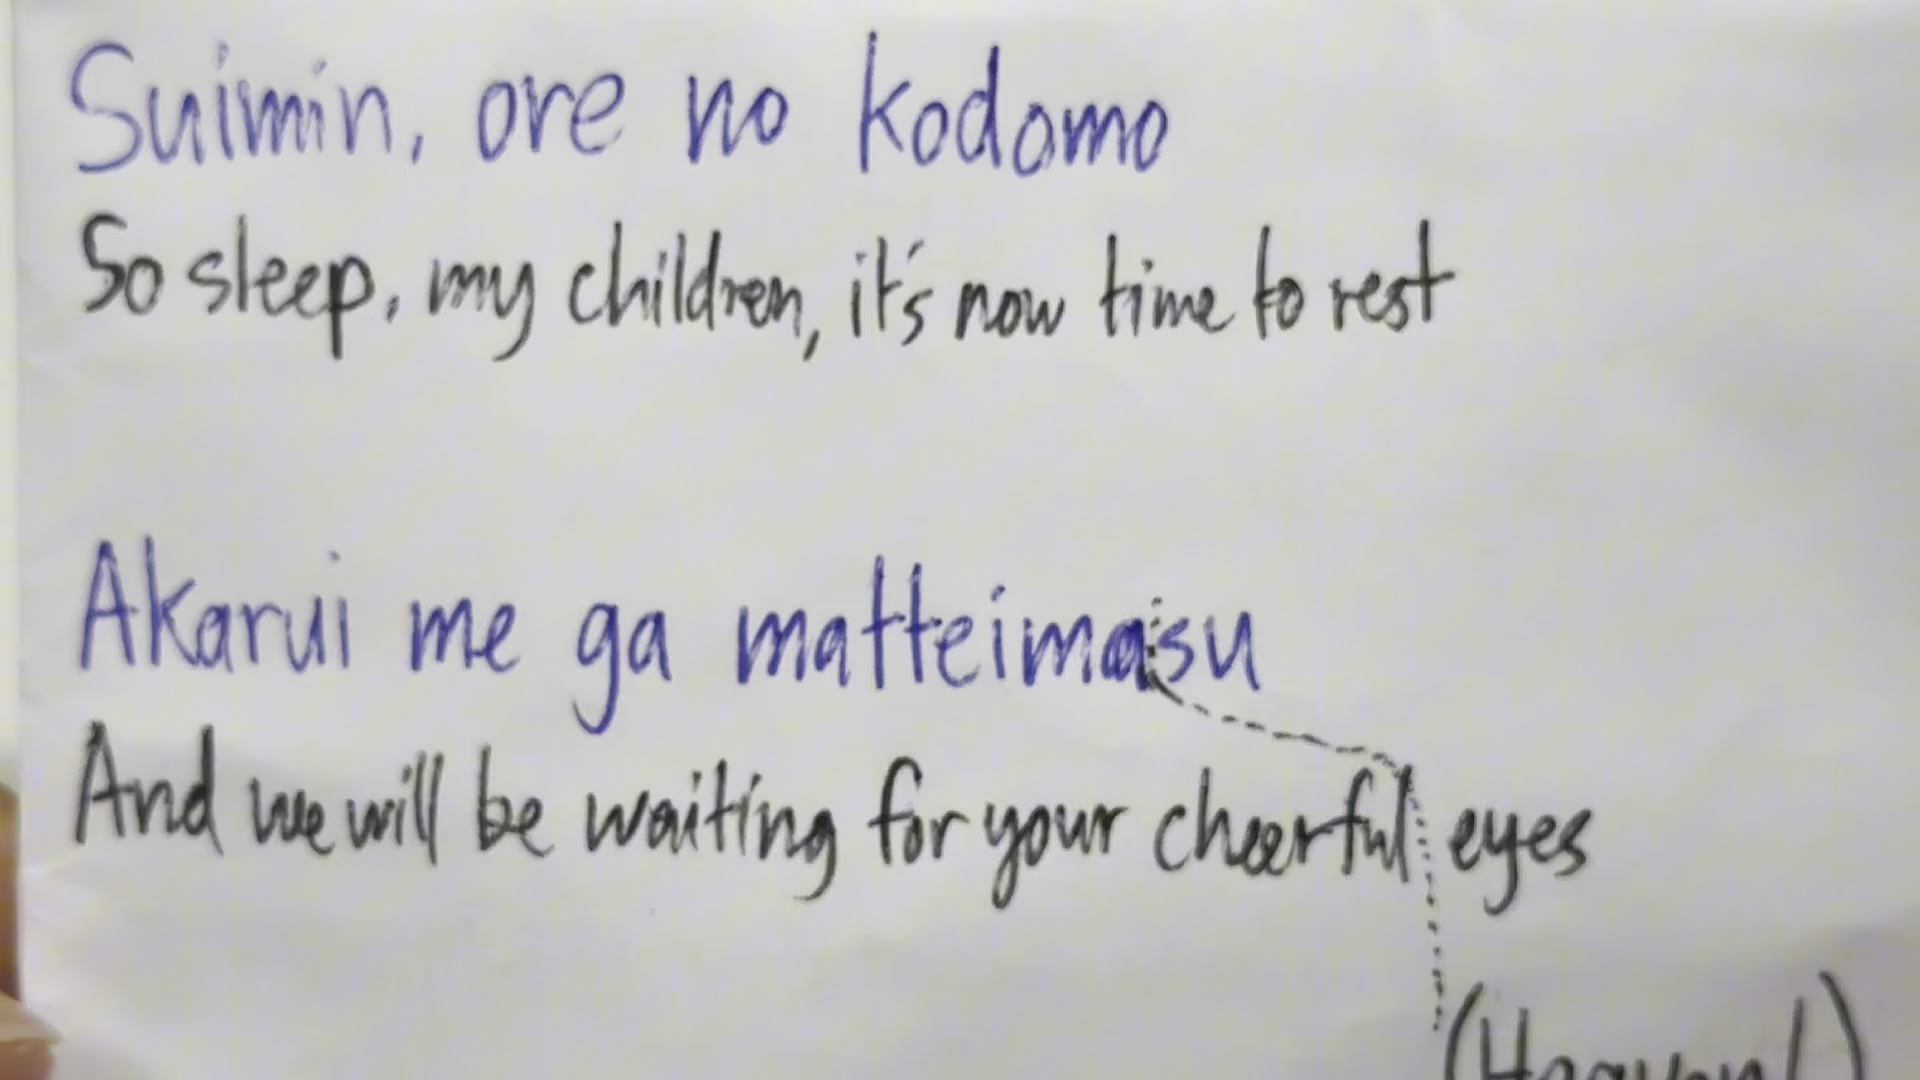 Suimin, ore no kodomo
So sleep, my children, it's now time to rest
Akarui me ga matteimasu
And we will be waiting for your cheerful eyes